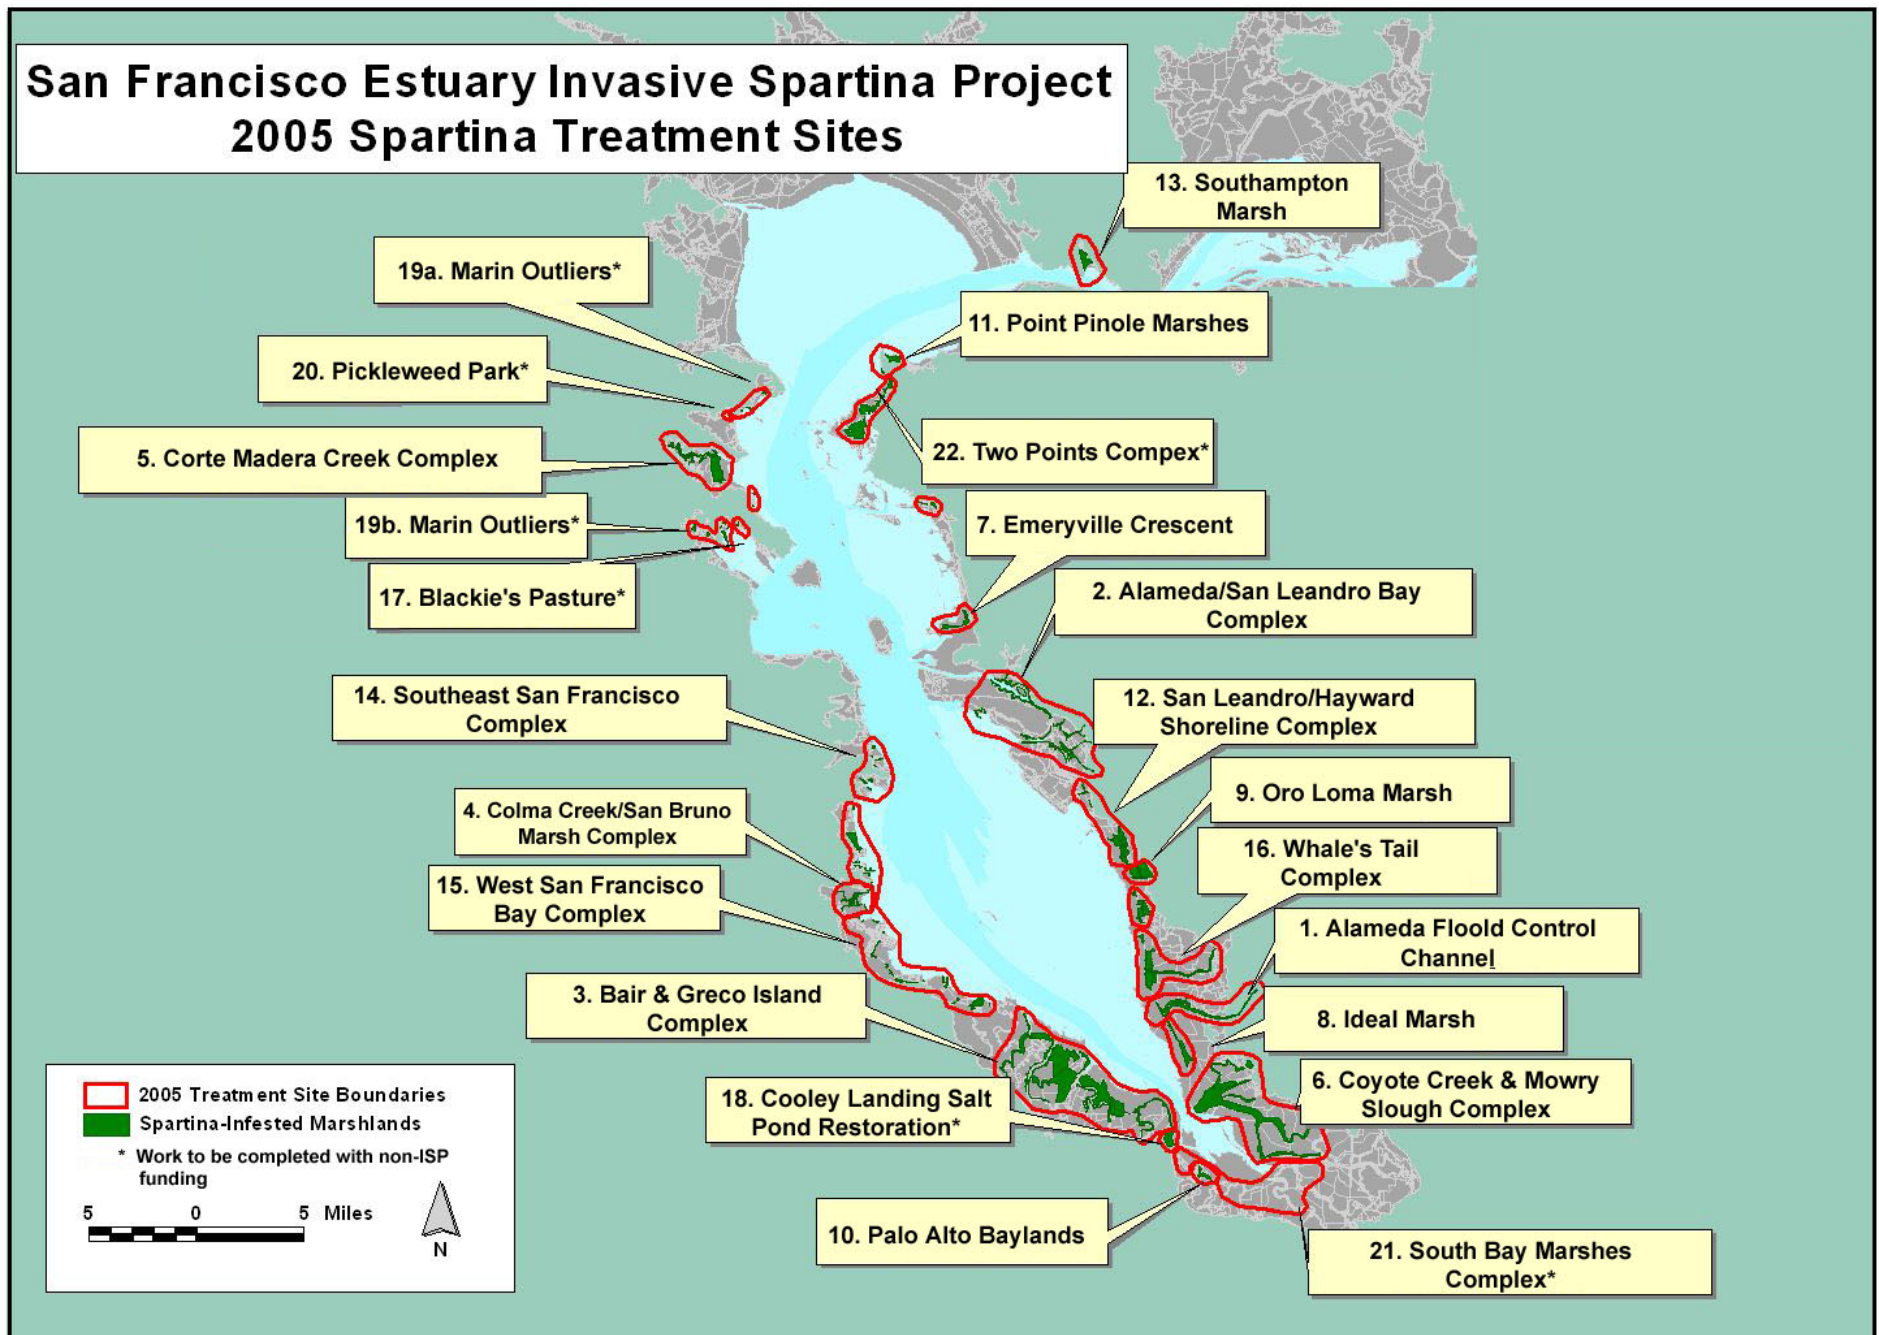 San Francisco Estuary Invasive Spartina Project
2005 Spartina Treatment Sites
13. Southampton
Marsh
19a. Marin Outliers*
11. Point Pinole Marshes
20. Pickleweed Park*
22. Two Points Compex*
5. Corte Madera Creek Complex
19b. Marin Outliers*
7. Emeryville Crescent
17. Blackie's Pasture*
2. Alameda/San Leandro Bay
Complex
14. Southeast San Francisco
Complex
12. San Leandro/Hayward
Shoreline Complex
4. Colma Creek/San Bruno
Marsh Complex
9. Oro Loma Marsh
16. Whale's Tail
Complex
15. West San Francisco
Bay Complex
1. Alameda Floold Control
Channel
3. Bair & Greco Island
Complex
8. Ideal Marsh
18. Cooley Landing Salt
Pond Restoration*
6. Coyote Creek & Mowry
Slough Complex
10. Palo Alto Baylands
21. South Bay Marshes
Complex*
2005 Treatment Site Boundaries
Spartina-Infested Marshlands
* Work to be completed with non-ISP
funding
5 0 5 Miles
N